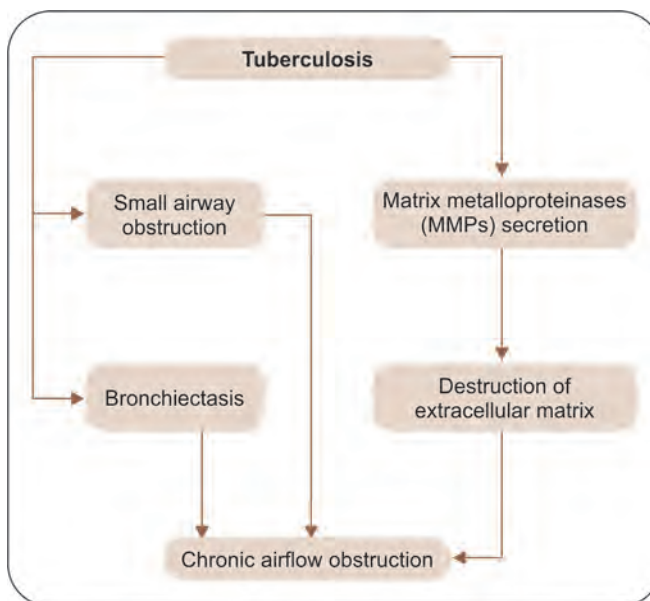 Tuberculosis
Small airway
obstruction
Matrix metalloproteinases
(MMPs) secretion
Bronchiectasis
Destruction of
extracellular matrix
Chronic airflow obstruction